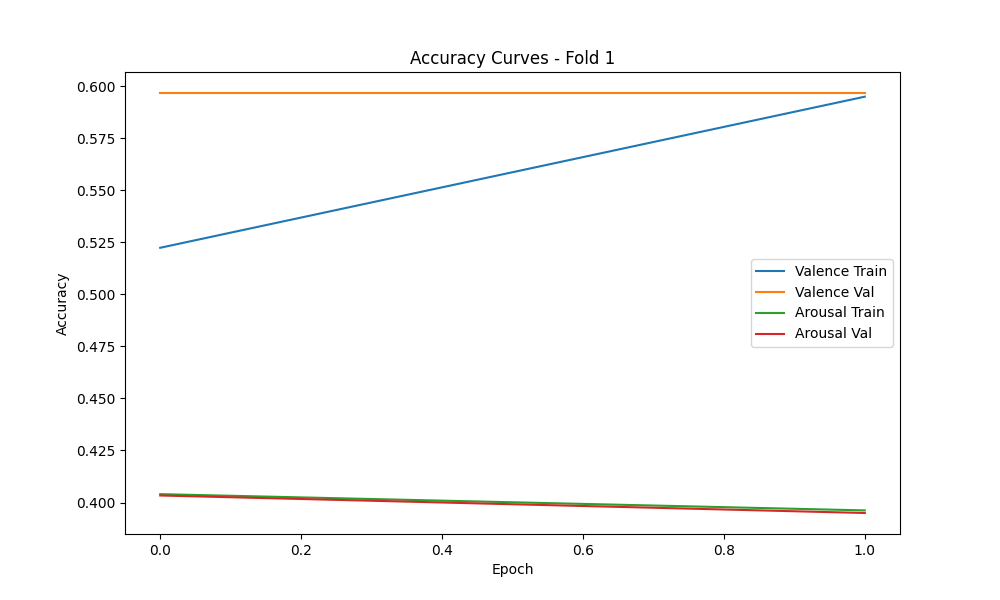 Accuracy Curves - Fold 1
0.600
0.575
0.550
0.525
0.500
0.475
0.450
0.425
0.400
Accuracy
Valence Train
Valence Val
Arousal Train
Arousal Val
0.0 0.2 0.4 0.6 0.8 1.0
Epoch